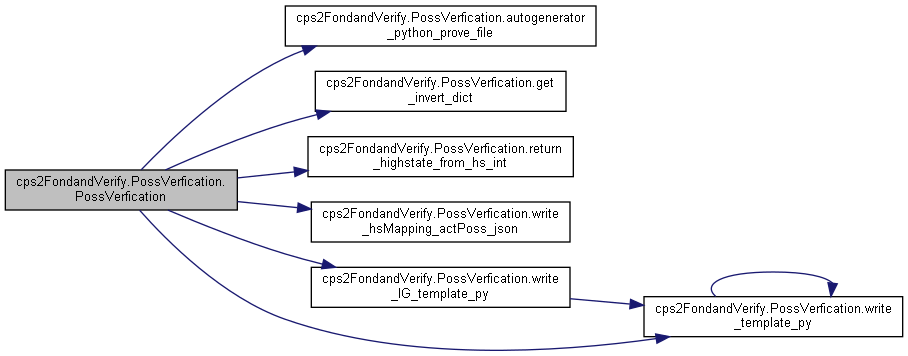 cps2FondandVerify.PossVerfication.autogenerator
_python_prove_file
cps2FondandVerify.PossVerfication.get
_invert_dict
cps2FondandVerify.PossVerfication.return
_highstate_from_hs_int
cps2FondandVerify.PossVerfication.
PossVerfication
cps2FondandVerify.PossVerfication.write
_hsMapping_actPoss_json
cps2FondandVerify.PossVerfication.write
_IG_template_py
cps2FondandVerify.PossVerfication.write
_template_py